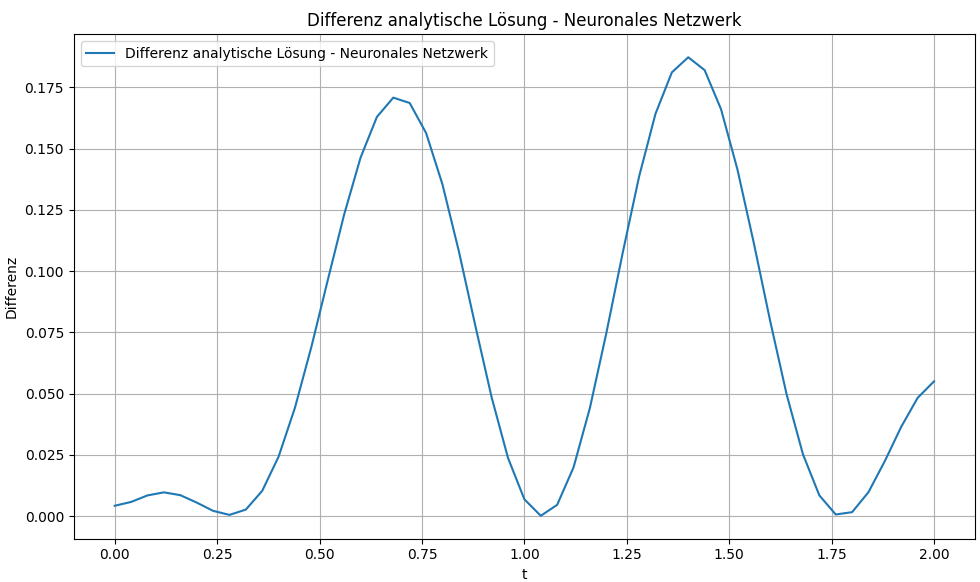 Differenz analytische Lösung - Neuronales Netzwerk
Differenz analytische Lösung - Neuronales Netzwerk
Differenz
0.175
0.150
0.125
0.100
0.075
0.050
0.025
0.000
0.00 0.25 0.50 0.75 1.00 1.25 1.50 1.75 2.00
t